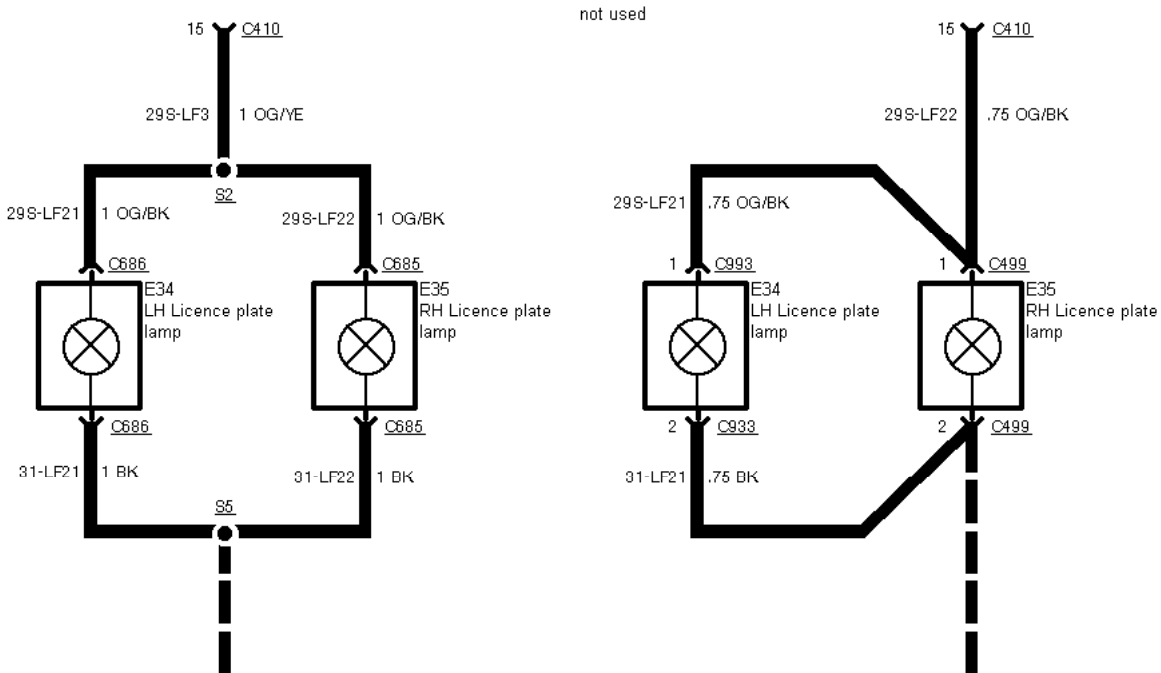 not used
15 C410
29S-LF3 1 OG/YE
S2
29S-LF21 1 OG/BK
29S-LF22 1 OG/BK
C686
C685
E34
LH Licence plate
lamp
E35
RH Licence plate
lamp
C686
C685
31-LF21 1 BK
31-LF22 1 BK
S5
15 C410
29S-LF22 .75 OG/BK
29S-LF21 .75 OG/BK
1 C993
1 C499
E34
LH Licence plate
lamp
E35
RH Licence plate
lamp
2 C933
2 C499
31-LF21 .75 BK